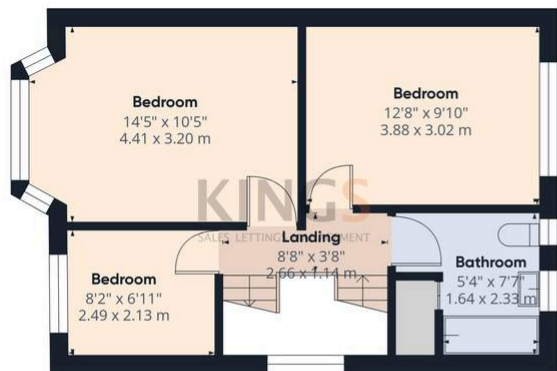 Bedroom
14'5" x 10'5"
4.41 x 3.20 m
Bedroom
12'8" x 9'10"
3.88 x 3.02 m
KINGS
SALES LETTING
Landing
8'8" x 3'8"
2.66 x 1.14 m
Bedroom
8'2" x 6'11"
2.49 x 2.13 m
Bathroom
5'4" x 7'7"
1.64 x 2.33 m